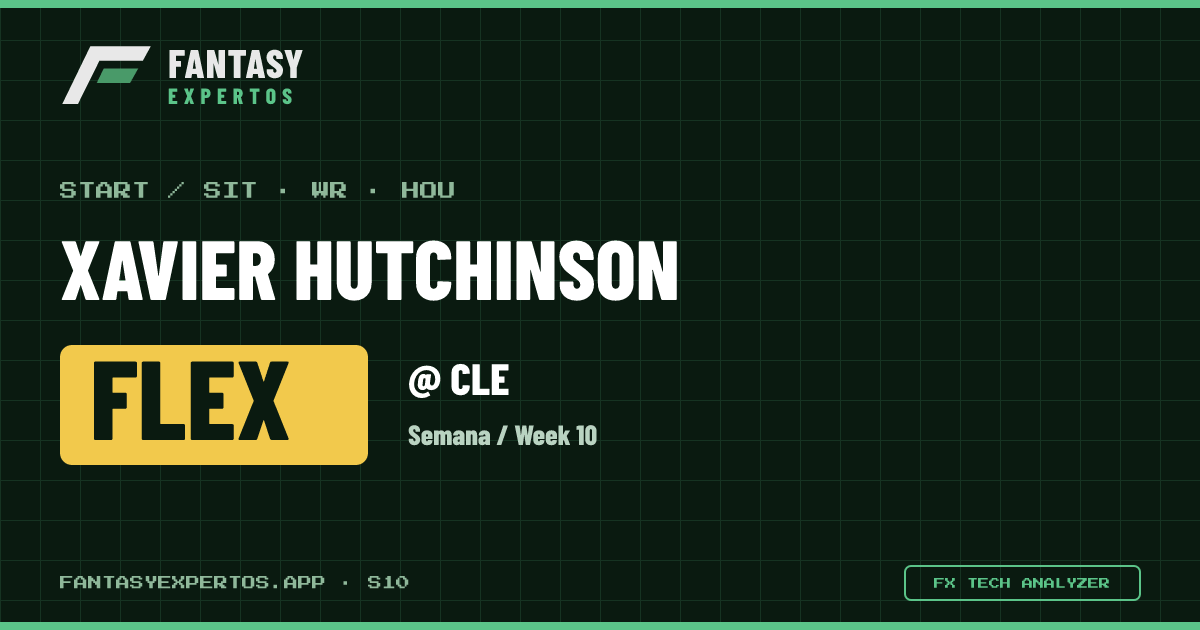 FANTASY
EXPERTOS
START / SIT · WR · HOU
XAVIER HUTCHINSON
FLEX
@ CLE
Semana / Week 10
FANTASYEXPERTOS.APP · S10
FX TECH ANALYZER